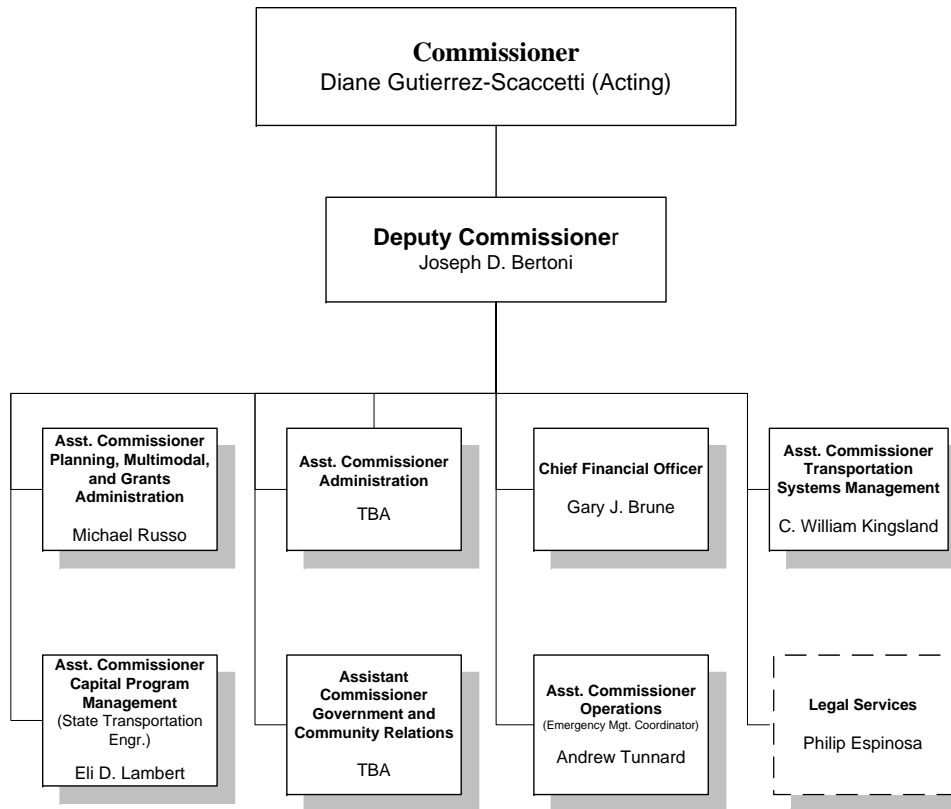 Commissioner
Diane Gutierrez-Scaccetti (Acting)
Deputy Commissioner
Joseph D. Bertoni
Asst. Commissioner
Planning, Multimodal,
and Grants
Administration
Michael Russo
Asst. Commissioner
Administration
TBA
Chief Financial Officer
Gary J. Brune
Asst. Commissioner
Transportation
Systems Management
C. William Kingsland
Asst. Commissioner
Capital Program
Management
(State Transportation
Engr.)
Eli D. Lambert
Assistant
Commissioner
Government and
Community Relations
TBA
Asst. Commissioner
Operations
(Emergency Mgt. Coordinator)
Andrew Tunnard
Legal Services
Philip Espinosa